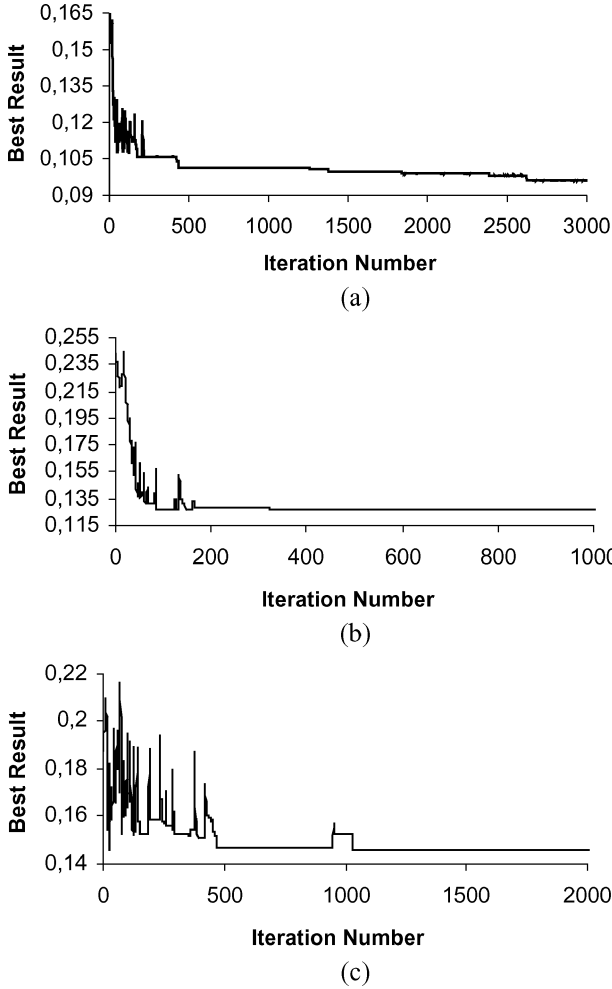 0,165
0,15
0,135
0,12
0,105
0,09
Best Result
0 500 1000 1500 2000 2500 3000
Iteration Number
(a)
0,255
0,235
0,215
0,195
0,175
0,155
0,135
0,115
Best Result
0 200 400 600 800 1000
Iteration Number
(b)
0,22
0,2
0,18
0,16
0,14
Best Result
0 500 1000 1500 2000
Iteration Number
(c)